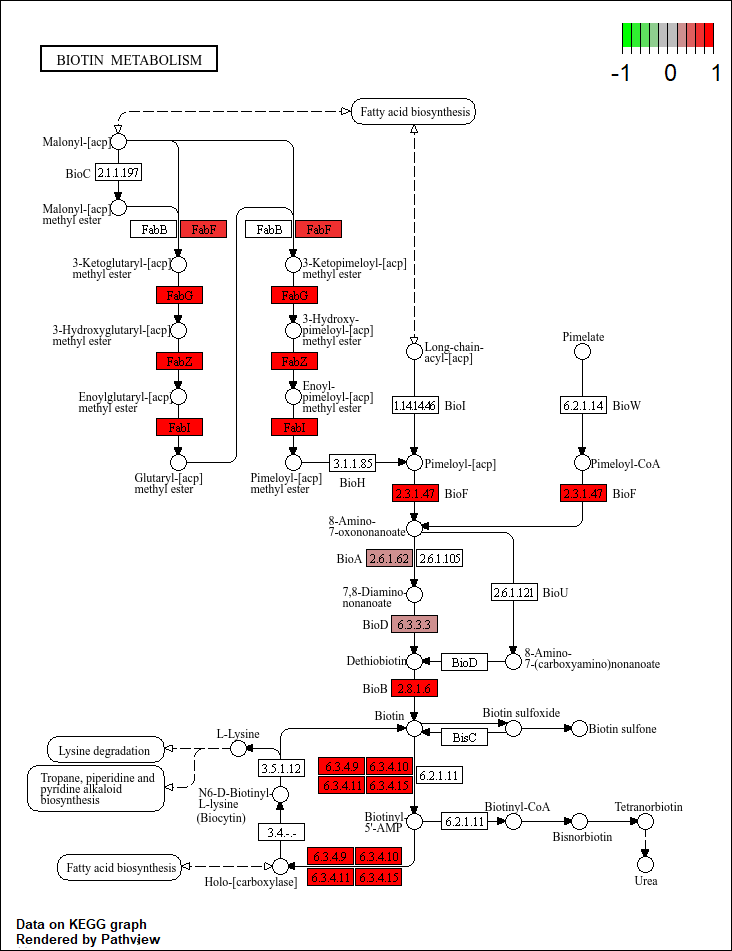 BIOTIN METABOLISM
-1 0 1
Fatty acid biosynthesis
Malonyl-[acp]
BioC 2.1.1.197
Malonyl-[acp]
methyl ester
FabB FabF FabB FabF
3-Ketoglutaryl-[acp]
methyl ester
3-Ketopimeloyl-[acp]
methyl ester
FabG FabG
3-Hydroxyglutaryl-[acp]
methyl ester
3-Hydroxy-
pimeloyl-[acp]
methyl ester
Long-chain-
acyl-[acp]
Pimelate
FabZ FabZ
Enoylglutaryl-[acp]
methyl ester
Enoyl-
pimeloyl-[acp]
methyl ester
1.14.14.46 BioI
6.2.1.14 BioW
FabI FabI
Glutaryl-[acp]
methyl ester
Pimeloyl-[acp]
methyl ester
3.1.1.85
BioH
Pimeloyl-[acp]
Pimeloyl-CoA
2.3.1.47 BioF
2.3.1.47 BioF
8-Amino-
7-oxononanoate
BioA 2.6.1.62 2.6.1.105
7,8-Diamino-
nonanoate
2.6.1.121 BioU
BioD 6.3.3.3
Dethiobiotin
BioD
8-Amino-
7-(carboxyamino)nonanoate
BioB 2.8.1.6
Biotin
Biotin sulfoxide
BisC
Biotin sulfone
L-Lysine
Lysine degradation
3.5.1.12
6.3.4.9 6.3.4.10
6.3.4.11 6.3.4.15
6.2.1.11
Tropane, piperidine and
pyridine alkaloid
biosynthesis
N6-D-Biotinyl-
L-lysine
(Biocytin)
Biotinyl-
5'-AMP
6.2.1.11
Biotinyl-CoA
Bisnorbiotin
Tetranorbiotin
3.4.-.-
Fatty acid biosynthesis
Holo-[carboxylase]
6.3.4.9 6.3.4.10
6.3.4.11 6.3.4.15
Urea
Data on KEGG graph
Rendered by Pathview